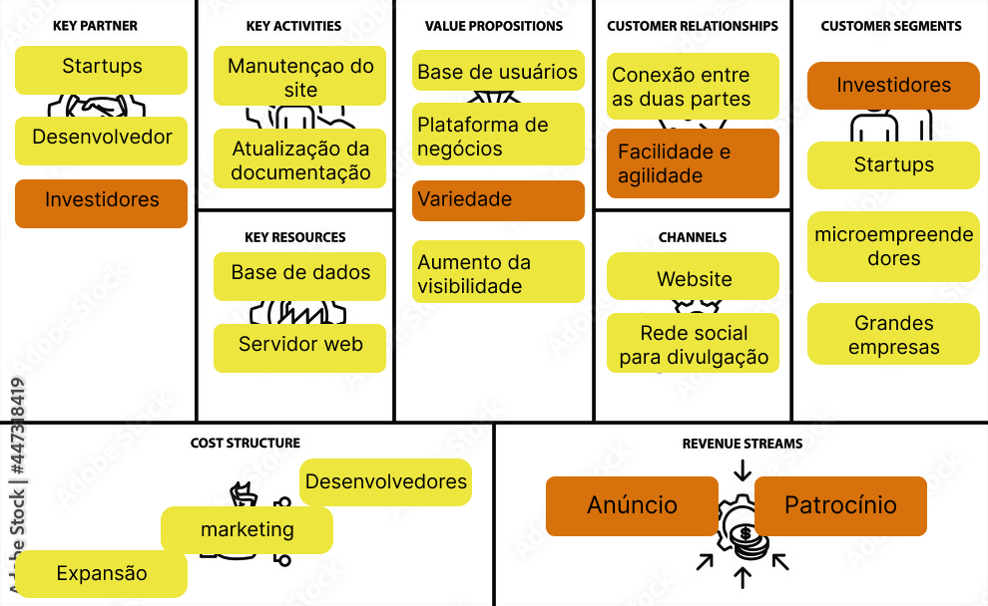 KEY PARTNER
Startups
Desenvolvedor
Investidores
KEY ACTIVITIES
Manutençao do
site
Atualização da
documentação
KEY RESOURCES
Base de dados
Servidor web
VALUE PROPOSITIONS
Base de usuários
Plataforma de
negócios
Variedade
Aumento da
visibilidade
CUSTOMER RELATIONSHIPS
Conexão entre
as duas partes
Facilidade e
agilidade
CHANNELS
Website
Rede social
para divulgação
CUSTOMER SEGMENTS
Investidores
Startups
microempreende
dores
Grandes
empresas
COST STRUCTURE
Desenvolvedores
marketing
Expansão
REVENUE STREAMS
Anúncio
Patrocínio
$
Adobe Stock | #447318419